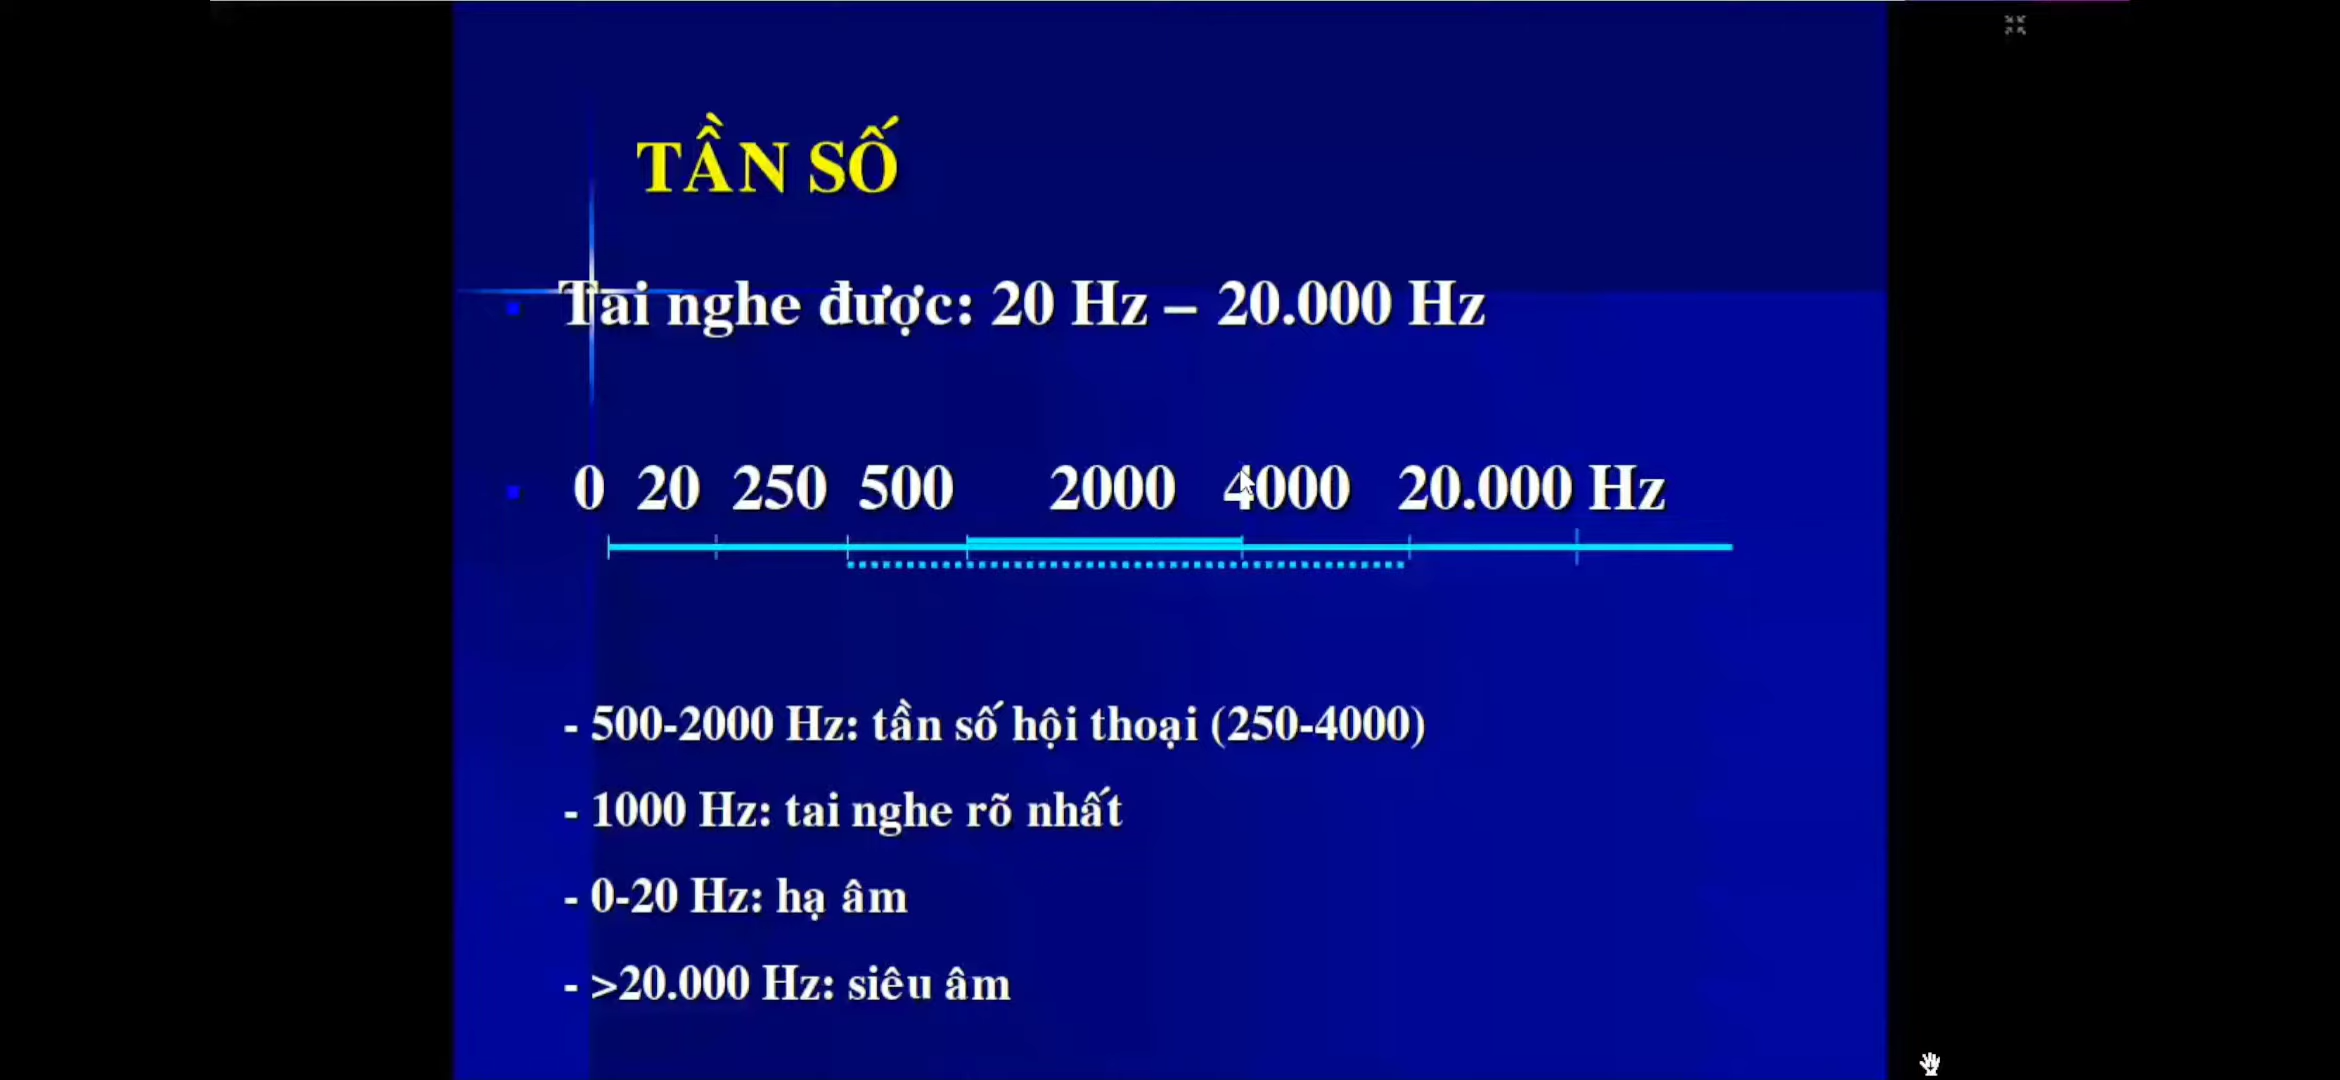 TẦN SỐ
Tai nghe được: 20 Hz – 20.000 Hz
0 20 250 500 2000 4000 20.000 Hz
- 500-2000 Hz: tần số hội thoại (250-4000)
- 1000 Hz: tai nghe rõ nhất
- 0-20 Hz: hạ âm
- >20.000 Hz: siêu âm